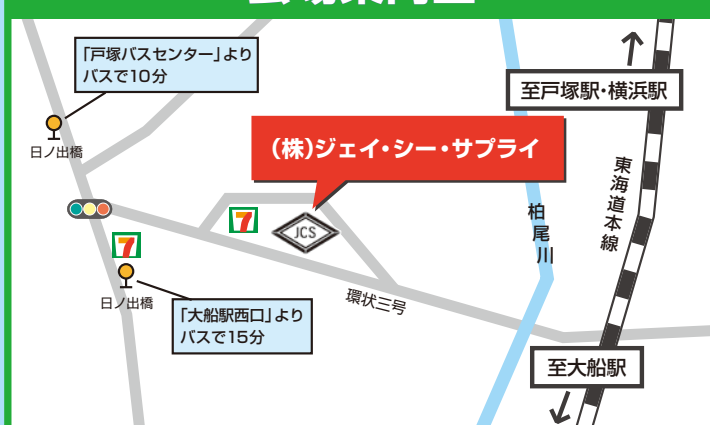 「戸塚バスセンター」より
バスで10分
日ノ出橋
至戸塚駅・横浜駅
(株)ジェイ・シー・サプライ
東海道本線
柏尾川
7
JCS
7
日ノ出橋
「大船駅西口」より
バスで15分
環状三号
至大船駅